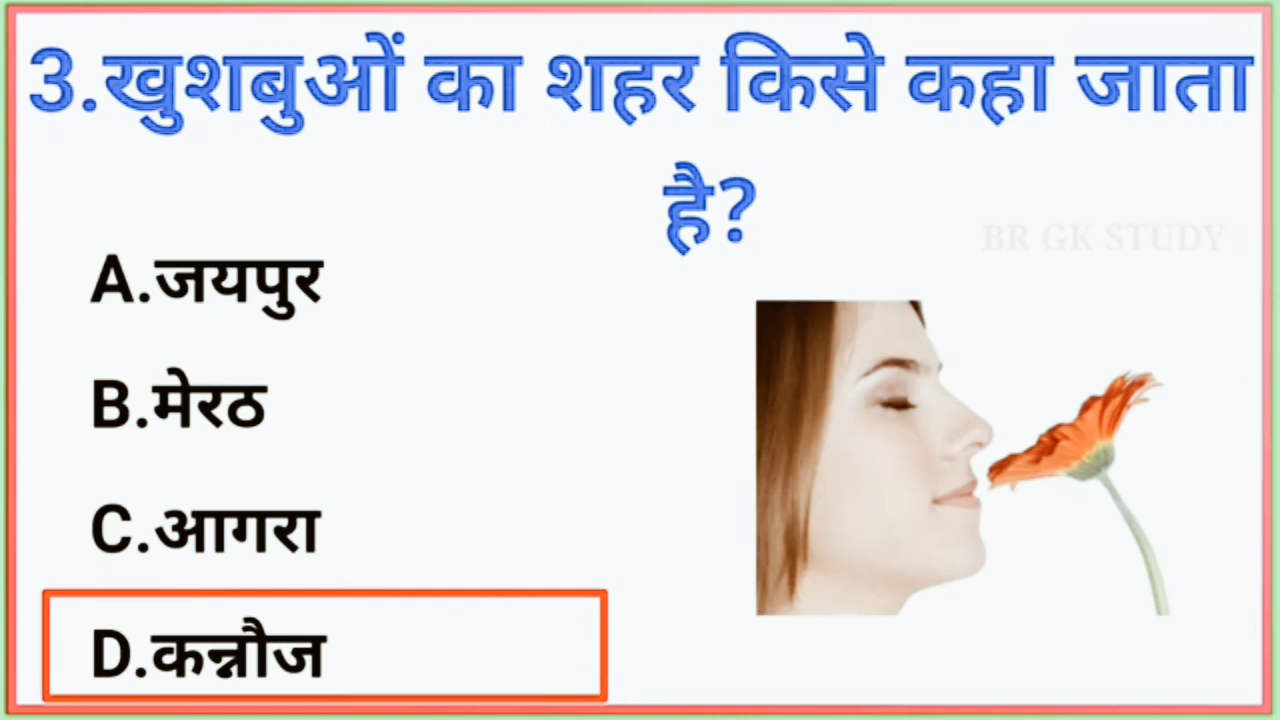 3.खुशबुओं का शहर किसे कहा जाता
है?
BR GK STUDY
A.जयपुर
B.मेरठ
C.आगरा
D.कन्नौज